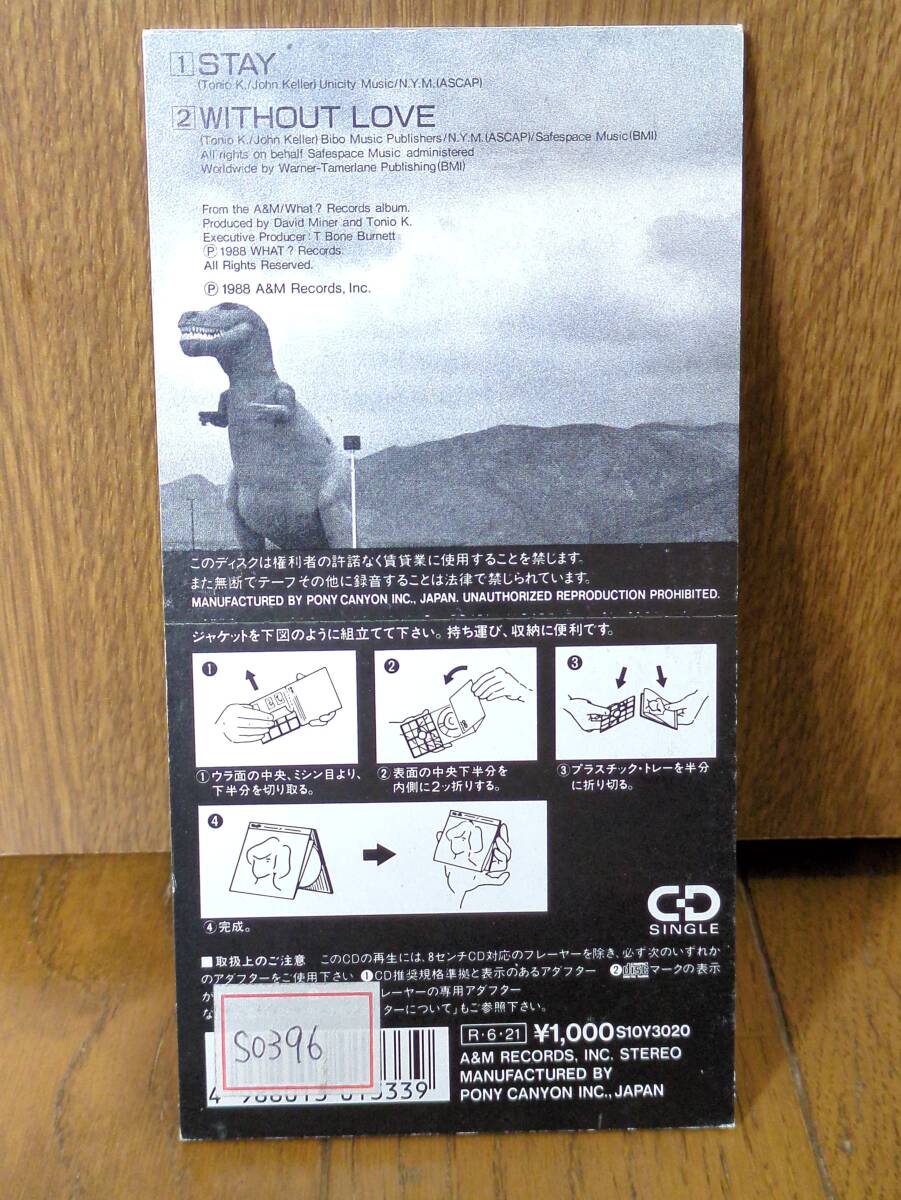 1 STAY
(Tonio K./John Keller) Unicity Music/N.Y.M.(ASCAP)
2 WITHOUT LOVE
(Tonio K./John Keller) Bibo Music Publishers/N.Y.M.(ASCAP)/Safespace Music(BMI)
All rights on behalf Safespace Music administered
Worldwide by Warner-Tamerlane Publishing(BMI)
From the A&M/What? Records album.
Produced by David Miner and Tonio K.
Executive Producer: T Bone Burnett
Ⓟ 1988 WHAT? Records.
All Rights Reserved.
Ⓟ 1988 A&M Records, Inc.
このディスクは権利者の許諾なく賃貸業に使用することを禁じます。
また無断でテープその他に録音することは法律で禁じられています。
MANUFACTURED BY PONY CANYON INC., JAPAN. UNAUTHORIZED REPRODUCTION PROHIBITED.
ジャケットを下図のように組立てて下さい。持ち運び、収納に便利です。
❶ ❷ ❸
①ウラ面の中央、ミシン目より、
下半分を切り取る。
②表面の中央下半分を
内側に2ッ折りする。
③プラスチック・トレーを半分
に折り切る。
❹
④完成。
CD
SINGLE
■取扱上のご注意 このCDの再生には、8センチCD対応のプレーヤーを除き、必ず次のいずれか
のアダプターをご使用下さい ❶CD推奨規格準拠と表示のあるアダプター ❷disc マークの表示
が レーヤーの専用アダプター
な ターについて」もご参照下さい。
S0396
R・6・21 ¥1,000 S10Y3020
A&M RECORDS, INC. STEREO
MANUFACTURED BY
PONY CANYON INC., JAPAN